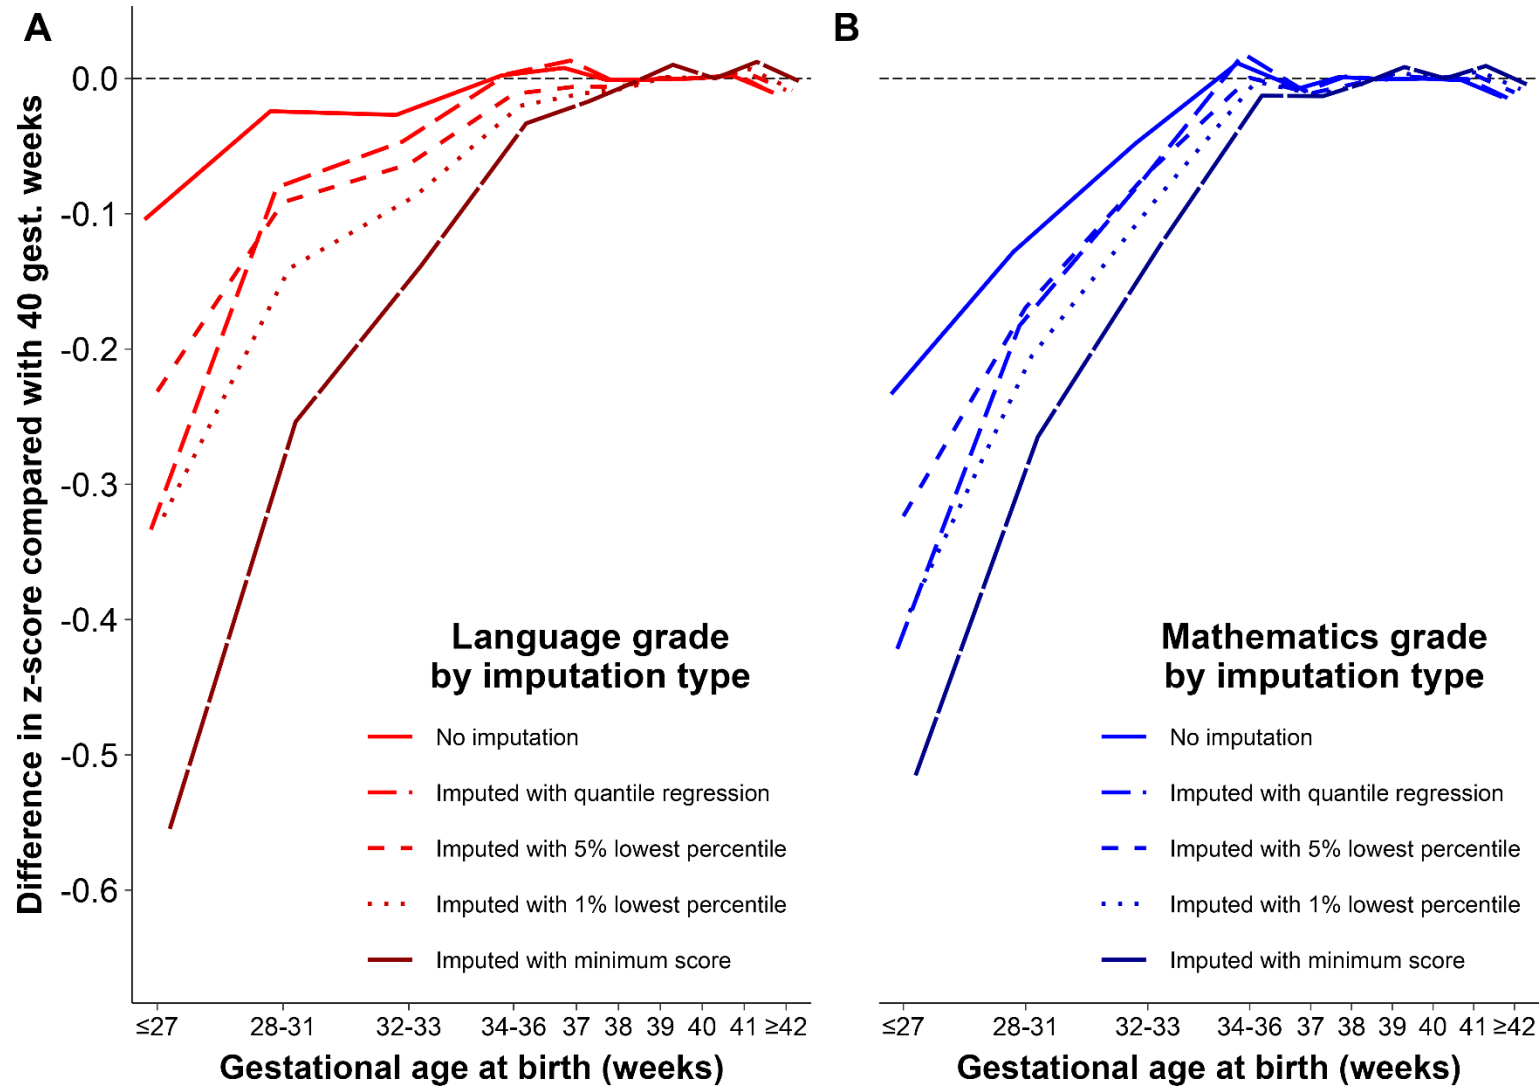 A
B
Difference in z-score compared with 40 gest. weeks
0.0
-0.1
-0.2
-0.3
-0.4
-0.5
-0.6
Language grade
by imputation type
No imputation
Imputed with quantile regression
Imputed with 5% lowest percentile
Imputed with 1% lowest percentile
Imputed with minimum score
≤27 28-31 32-33 34-36 37 38 39 40 41 ≥42
Gestational age at birth (weeks)
Mathematics grade
by imputation type
No imputation
Imputed with quantile regression
Imputed with 5% lowest percentile
Imputed with 1% lowest percentile
Imputed with minimum score
≤27 28-31 32-33 34-36 37 38 39 40 41 ≥42
Gestational age at birth (weeks)